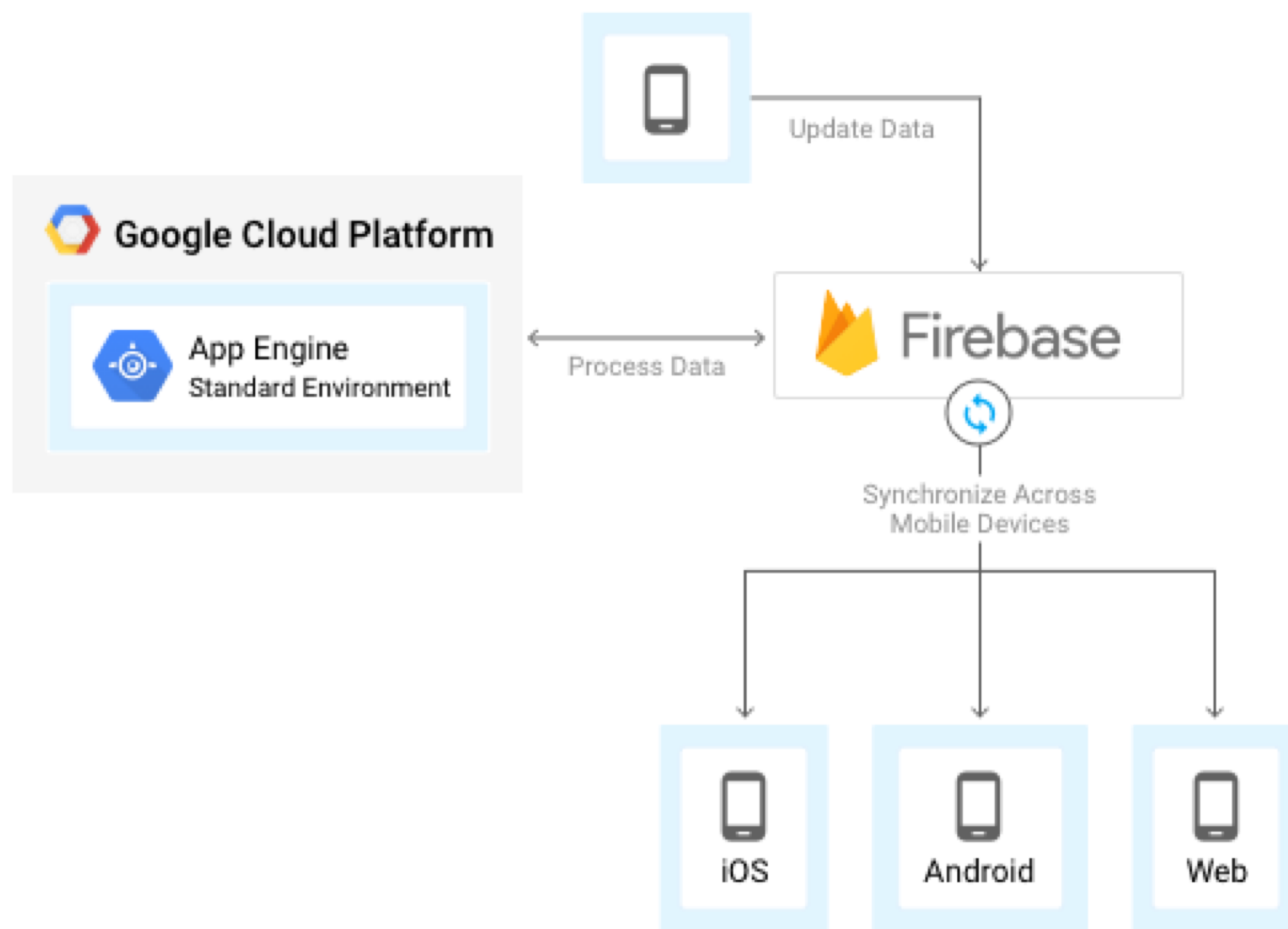 Update Data
Google Cloud Platform
App Engine
Standard Environment
Process Data
Firebase
Synchronize Across
Mobile Devices
iOS
Android
Web